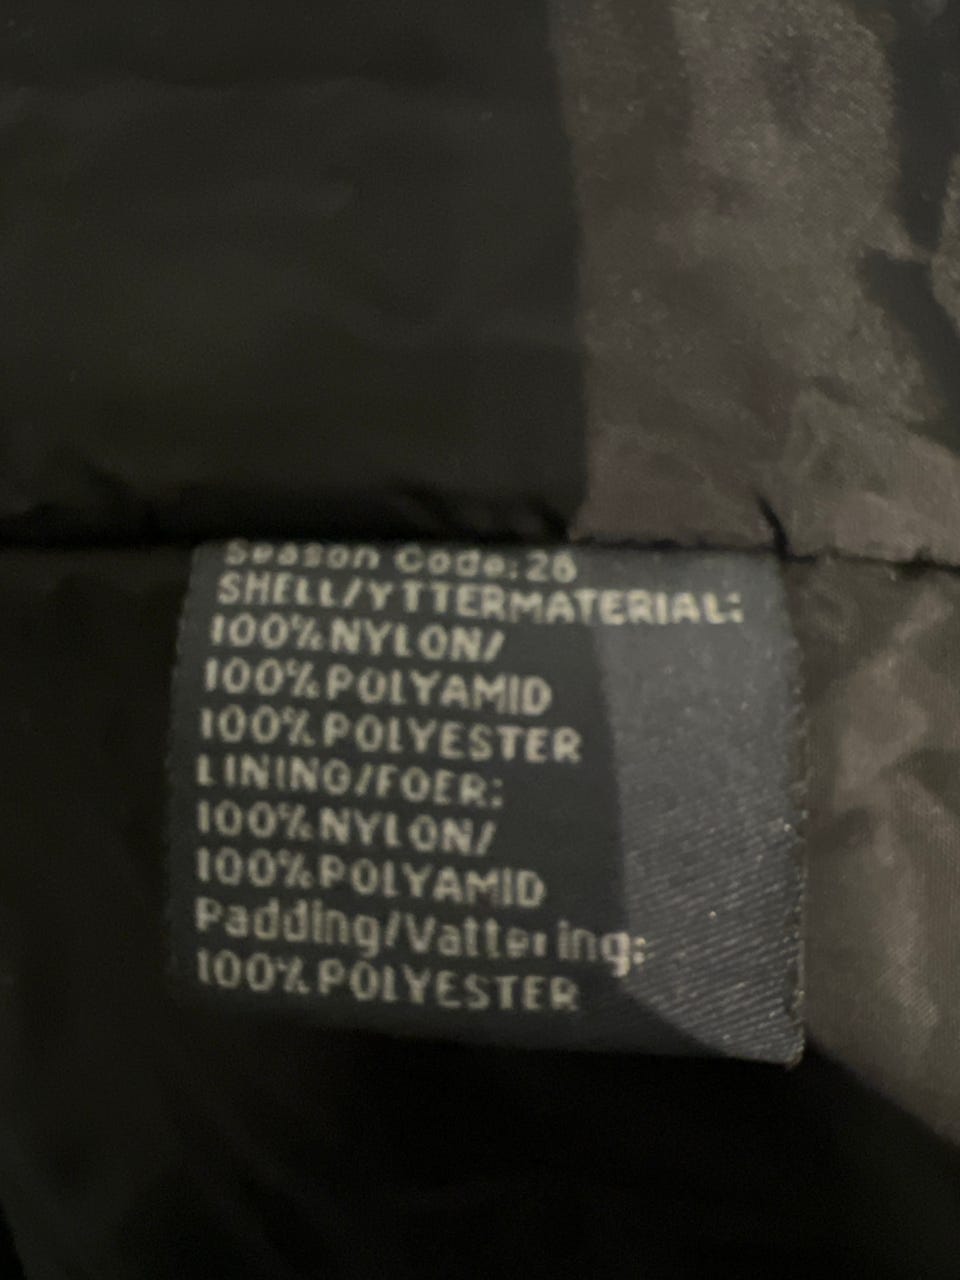 Season Code:26
SHELL/YTTERMATERIAL:
100%NYLON/
100%POLYAMID
100%POLYESTER
LINING/FOER:
100%NYLON/
100%POLYAMID
Padding/Vattering:
100%POLYESTER